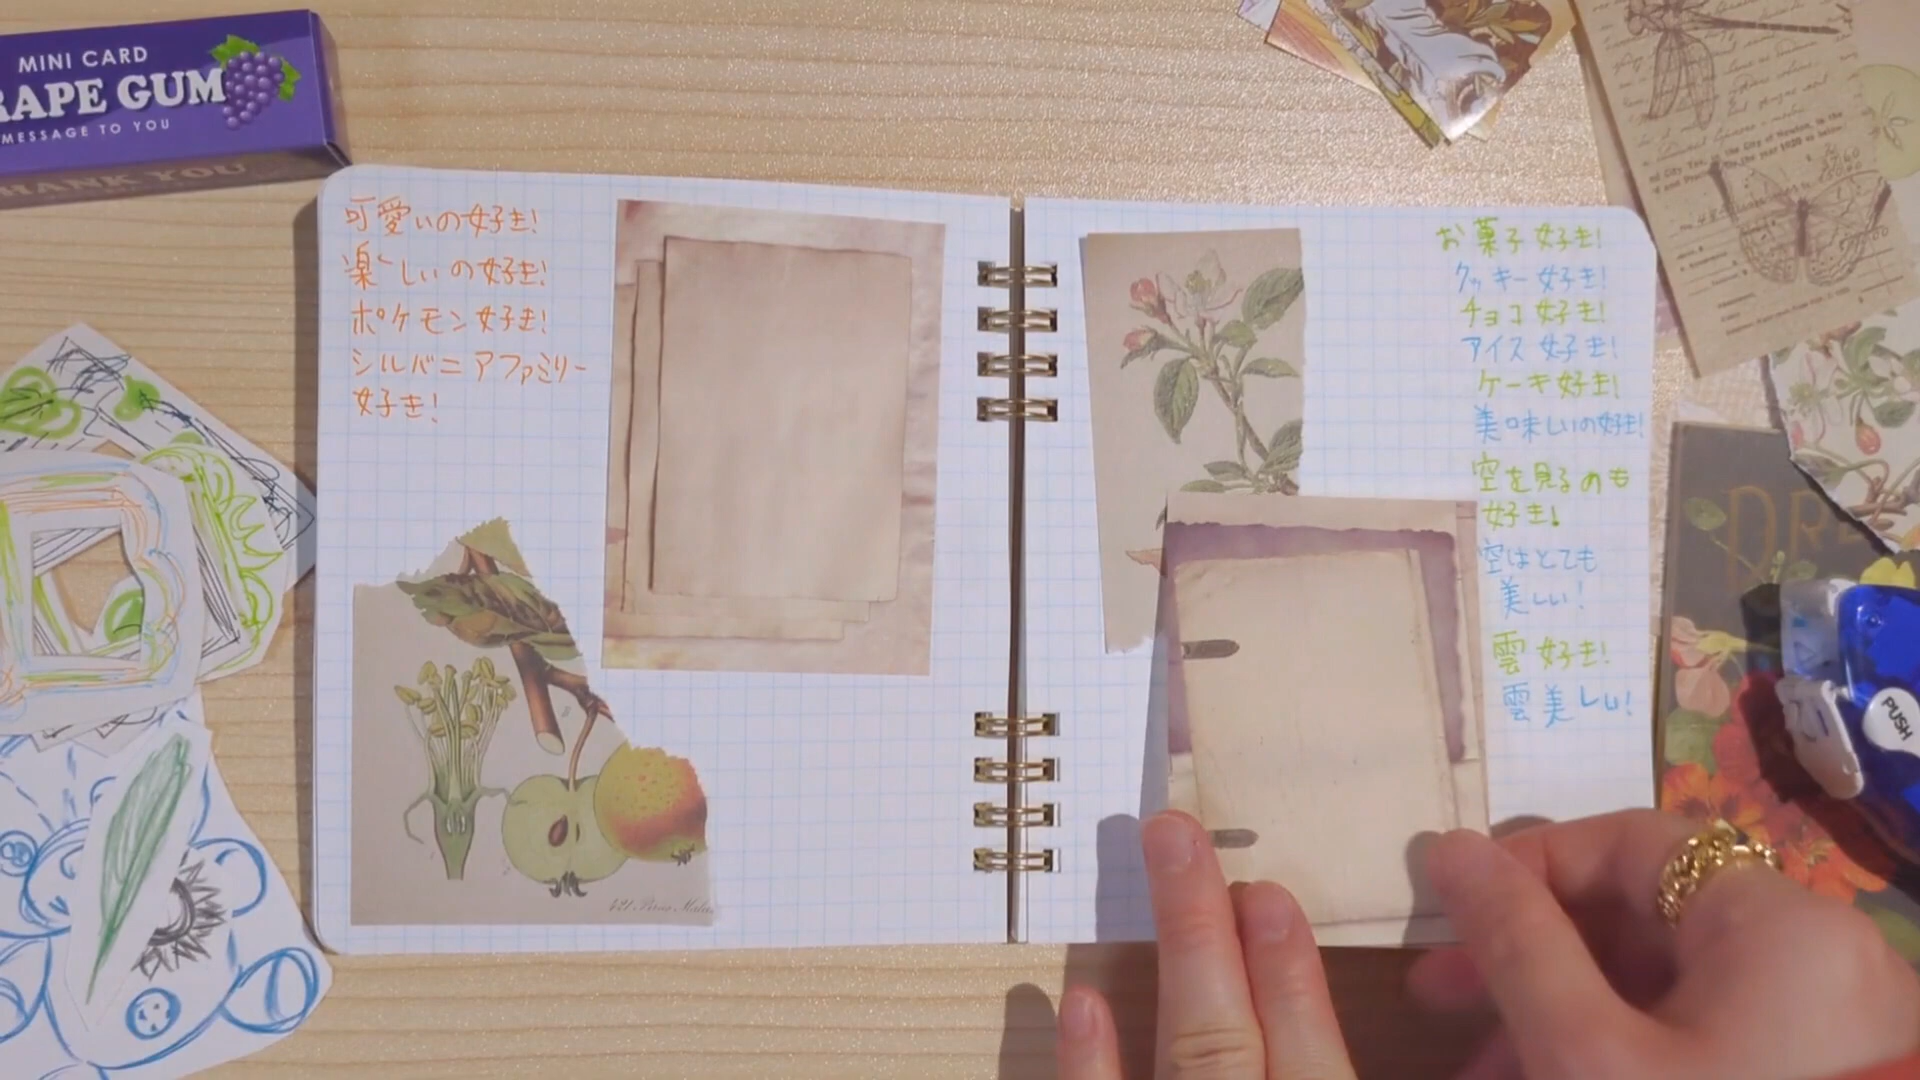 MINI CARD
RAPE GUM
MESSAGE TO YOU
THANK YOU
可愛いの好き!
楽しいの好き!
ポケモン好き!
シルバニアファミリー
好き!
お菓子好き!
クッキー好き!
チョコ好き!
アイス好き!
ケーキ好き!
美味しいの好き!
空を見るのも
好き!
空はとても
美しい!
雲好き!
雲美しい!
DRE
PUSH